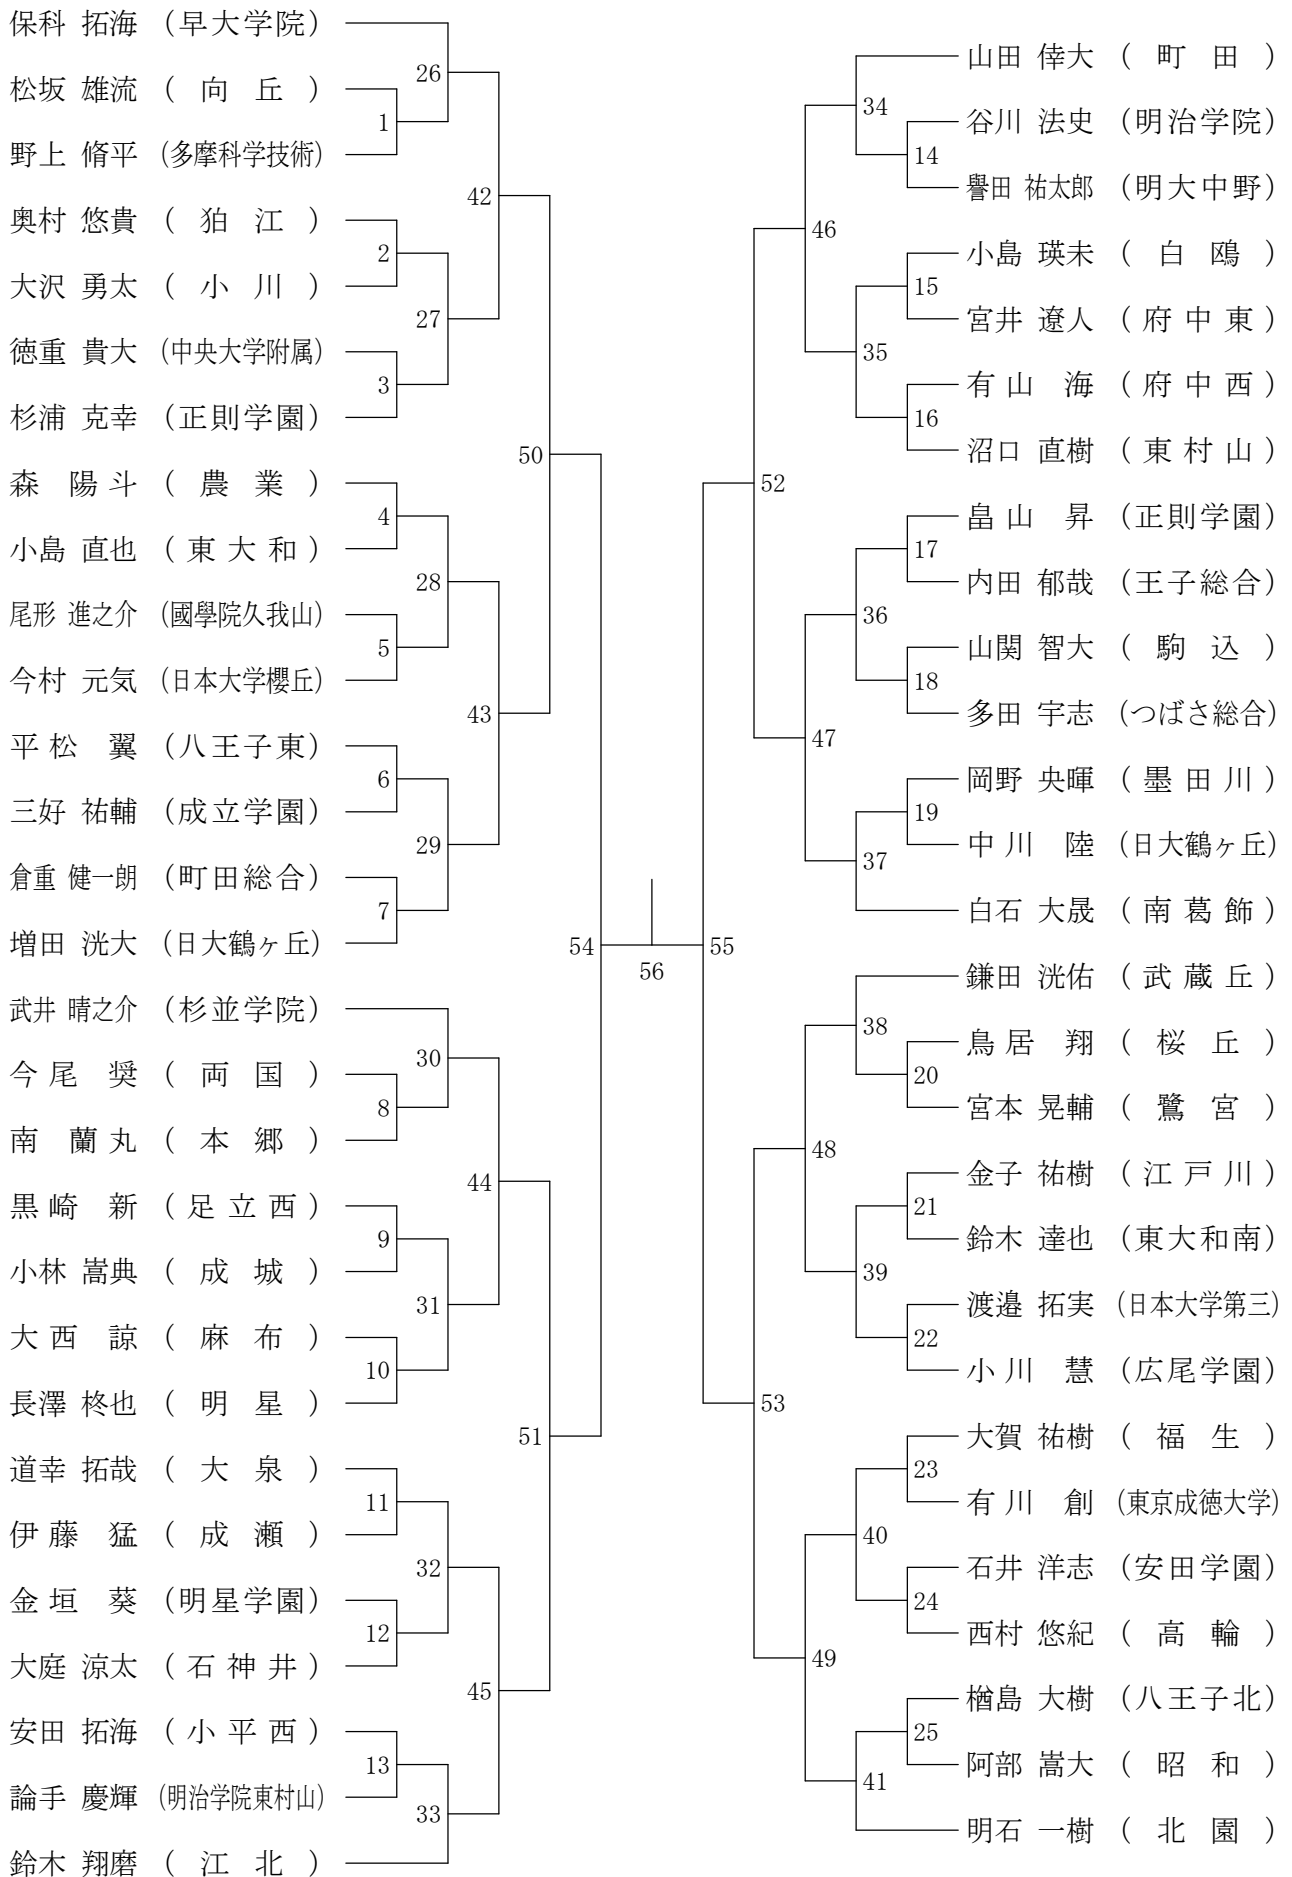 保科 拓海 (早大学院)
松坂 雄流 (向丘)
野上 脩平 (多摩科学技術)
奥村 悠貴 (狛江)
大沢 勇太 (小川)
徳重 貴大 (中央大学附属)
杉浦 克幸 (正則学園)
森 陽斗 (農業)
小島 直也 (東大和)
尾形 進之介 (國學院久我山)
今村 元気 (日本大学櫻丘)
平松 翼 (八王子東)
三好 祐輔 (成立学園)
倉重 健一朗 (町田総合)
増田 洸大 (日大鶴ヶ丘)
武井 晴之介 (杉並学院)
今尾 奨 (両国)
南 蘭丸 (本郷)
黒崎 新 (足立西)
小林 嵩典 (成城)
大西 諒 (麻布)
長澤 柊也 (明星)
道幸 拓哉 (大泉)
伊藤 猛 (成瀬)
金垣 葵 (明星学園)
大庭 涼太 (石神井)
安田 拓海 (小平西)
論手 慶輝 (明治学院東村山)
鈴木 翔磨 (江北)
1
2
3
4
5
6
7
8
9
10
11
12
13
26
27
28
29
30
31
32
33
42
43
44
45
50
51
54
56
55
52
53
46
47
48
49
34
35
36
37
38
39
40
41
14
15
16
17
18
19
20
21
22
23
24
25
山田 倖大 (町田)
谷川 法史 (明治学院)
譽田 祐太郎 (明大中野)
小島 瑛未 (白鴎)
宮井 遼人 (府中東)
有山 海 (府中西)
沼口 直樹 (東村山)
畠山 昇 (正則学園)
内田 郁哉 (王子総合)
山関 智大 (駒込)
多田 宇志 (つばさ総合)
岡野 央暉 (墨田川)
中川 陸 (日大鶴ヶ丘)
白石 大晟 (南葛飾)
鎌田 洸佑 (武蔵丘)
鳥居 翔 (桜丘)
宮本 晃輔 (鷺宮)
金子 祐樹 (江戸川)
鈴木 達也 (東大和南)
渡邉 拓実 (日本大学第三)
小川 慧 (広尾学園)
大賀 祐樹 (福生)
有川 創 (東京成徳大学)
石井 洋志 (安田学園)
西村 悠紀 (高輪)
楢島 大樹 (八王子北)
阿部 嵩大 (昭和)
明石 一樹 (北園)